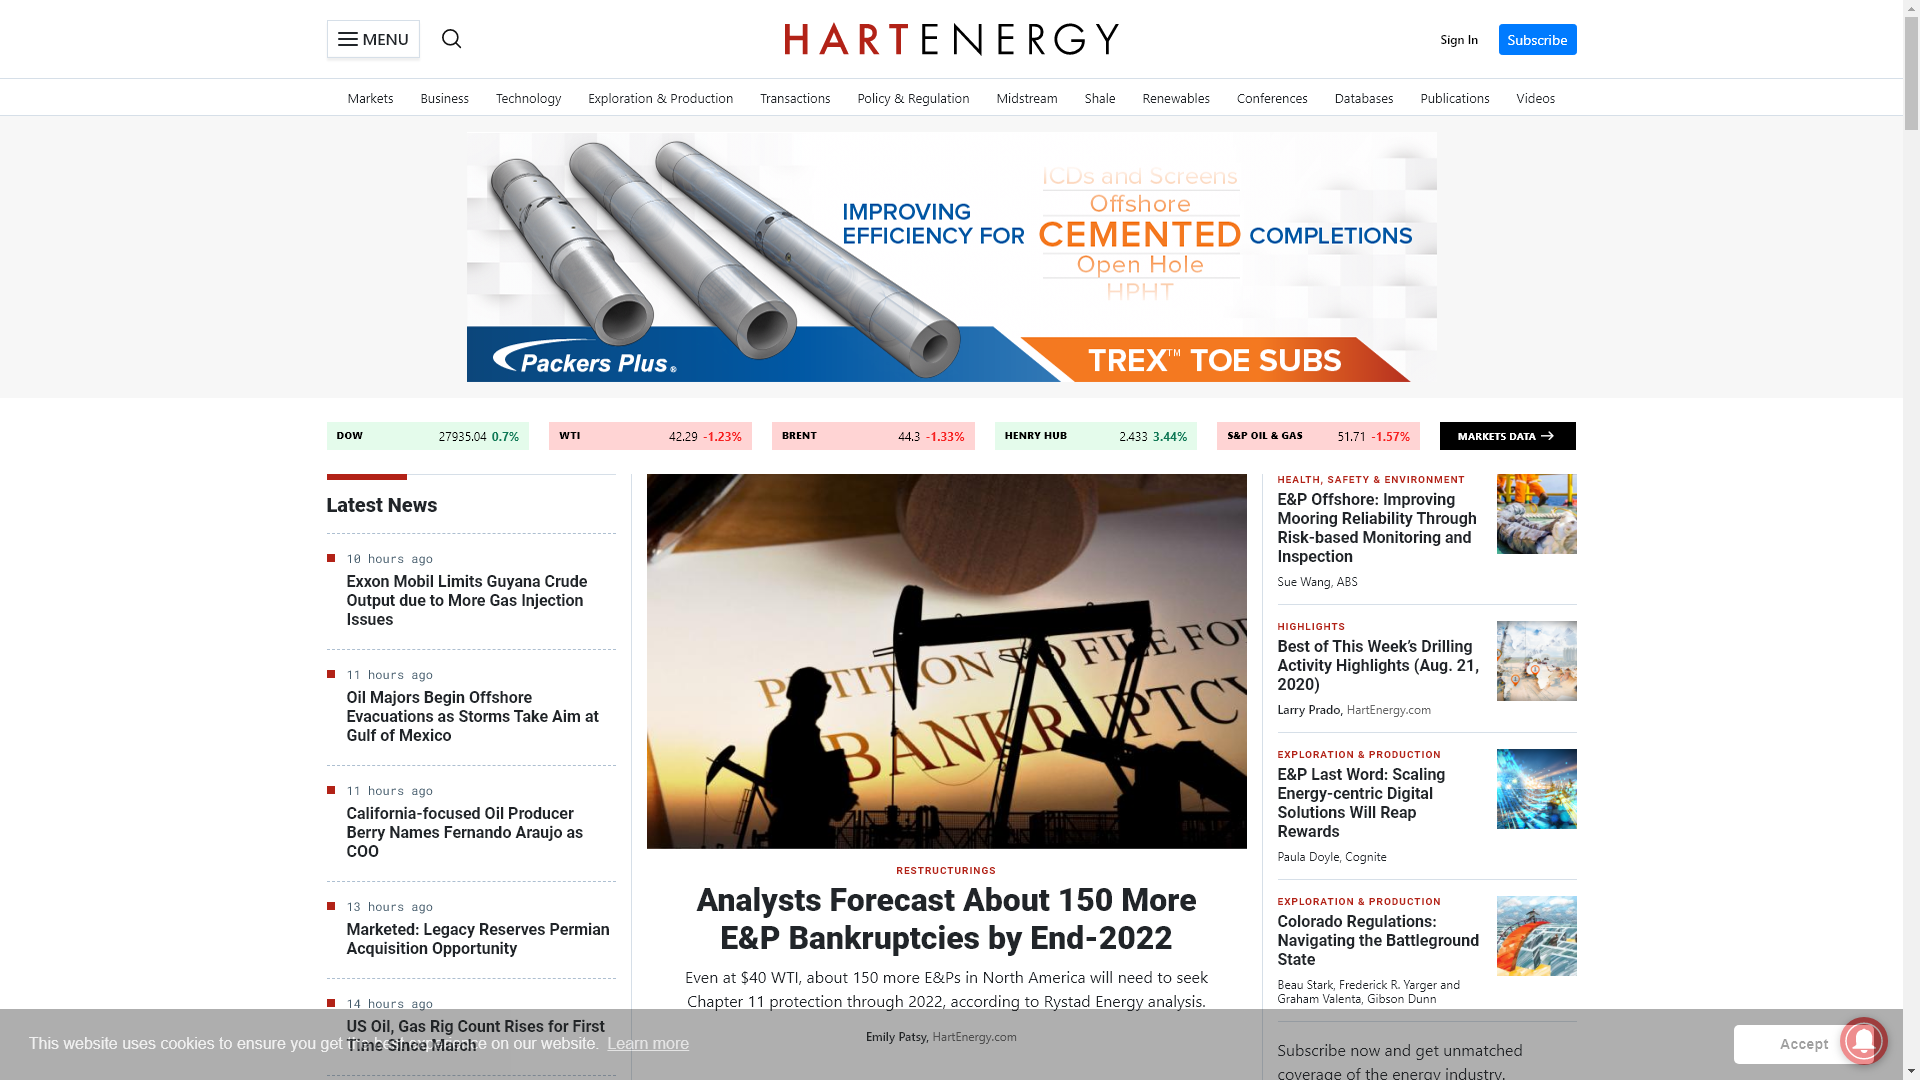 MENU
HARTENERGY
Sign In
Subscribe
Markets
Business
Technology
Exploration & Production
Transactions
Policy & Regulation
Midstream
Shale
Renewables
Conferences
Databases
Publications
Videos
ICDs and Screens
Offshore
IMPROVING
EFFICIENCY FOR CEMENTED COMPLETIONS
Open Hole
HPHT
Packers Plus®
TREX™ TOE SUBS
DOW 27935.04 0.7%
WTI 42.29 -1.23%
BRENT 44.3 -1.33%
HENRY HUB 2.433 3.44%
S&P OIL & GAS 51.71 -1.57%
MARKETS DATA
Latest News
10 hours ago
Exxon Mobil Limits Guyana Crude
Output due to More Gas Injection
Issues
11 hours ago
Oil Majors Begin Offshore
Evacuations as Storms Take Aim at
Gulf of Mexico
11 hours ago
California-focused Oil Producer
Berry Names Fernando Araujo as
COO
13 hours ago
Marketed: Legacy Reserves Permian
Acquisition Opportunity
14 hours ago
US Oil, Gas Rig Count Rises for First
Time Since March
PETITION TO FILE FOR
BANKRUPTCY
RESTRUCTURINGS
Analysts Forecast About 150 More
E&P Bankruptcies by End-2022
Even at $40 WTI, about 150 more E&Ps in North America will need to seek
Chapter 11 protection through 2022, according to Rystad Energy analysis.
Emily Patsy, HartEnergy.com
HEALTH, SAFETY & ENVIRONMENT
E&P Offshore: Improving
Mooring Reliability Through
Risk-based Monitoring and
Inspection
Sue Wang, ABS
HIGHLIGHTS
Best of This Week’s Drilling
Activity Highlights (Aug. 21,
2020)
Larry Prado, HartEnergy.com
EXPLORATION & PRODUCTION
E&P Last Word: Scaling
Energy-centric Digital
Solutions Will Reap
Rewards
Paula Doyle, Cognite
EXPLORATION & PRODUCTION
Colorado Regulations:
Navigating the Battleground
State
Beau Stark, Frederick R. Yarger and
Graham Valenta, Gibson Dunn
Subscribe now and get unmatched
coverage of the energy industry.
This website uses cookies to ensure you get the best experience on our website. Learn more
Accept